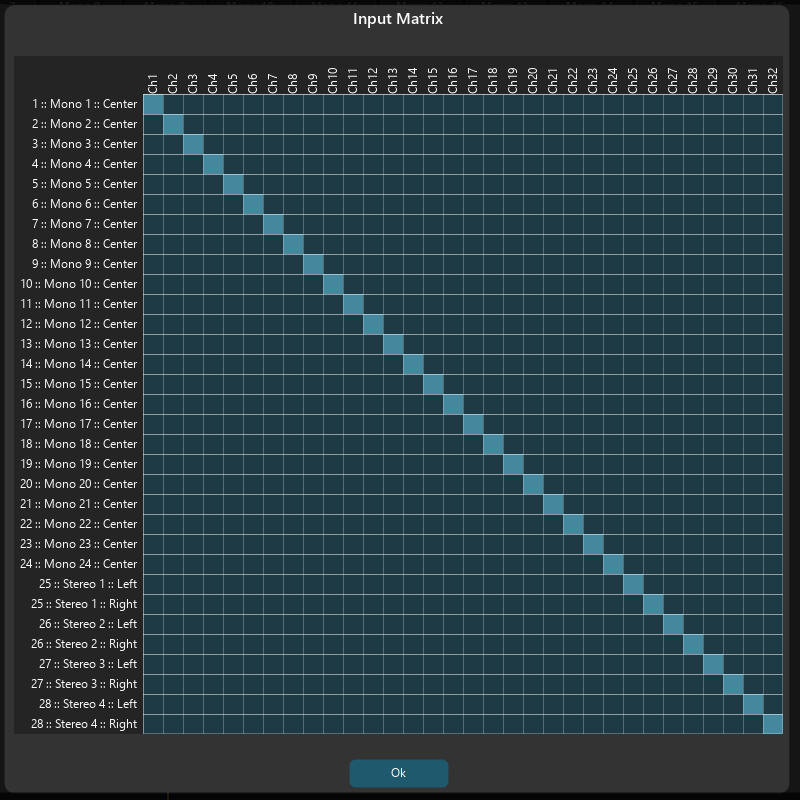 Input Matrix
Ch1 Ch2 Ch3 Ch4 Ch5 Ch6 Ch7 Ch8 Ch9 Ch10 Ch11 Ch12 Ch13 Ch14 Ch15 Ch16 Ch17 Ch18 Ch19 Ch20 Ch21 Ch22 Ch23 Ch24 Ch25 Ch26 Ch27 Ch28 Ch29 Ch30 Ch31 Ch32
1 :: Mono 1 :: Center
2 :: Mono 2 :: Center
3 :: Mono 3 :: Center
4 :: Mono 4 :: Center
5 :: Mono 5 :: Center
6 :: Mono 6 :: Center
7 :: Mono 7 :: Center
8 :: Mono 8 :: Center
9 :: Mono 9 :: Center
10 :: Mono 10 :: Center
11 :: Mono 11 :: Center
12 :: Mono 12 :: Center
13 :: Mono 13 :: Center
14 :: Mono 14 :: Center
15 :: Mono 15 :: Center
16 :: Mono 16 :: Center
17 :: Mono 17 :: Center
18 :: Mono 18 :: Center
19 :: Mono 19 :: Center
20 :: Mono 20 :: Center
21 :: Mono 21 :: Center
22 :: Mono 22 :: Center
23 :: Mono 23 :: Center
24 :: Mono 24 :: Center
25 :: Stereo 1 :: Left
25 :: Stereo 1 :: Right
26 :: Stereo 2 :: Left
26 :: Stereo 2 :: Right
27 :: Stereo 3 :: Left
27 :: Stereo 3 :: Right
28 :: Stereo 4 :: Left
28 :: Stereo 4 :: Right
Ok